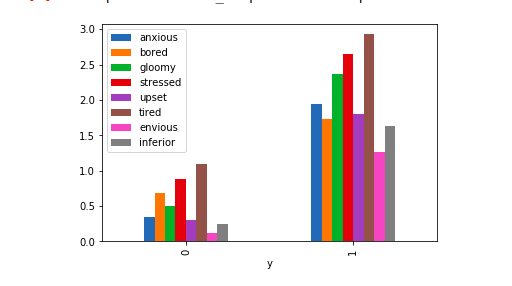 3.0
2.5
2.0
1.5
1.0
0.5
0.0
anxious
bored
gloomy
stressed
upset
tired
envious
inferior
0
1
y